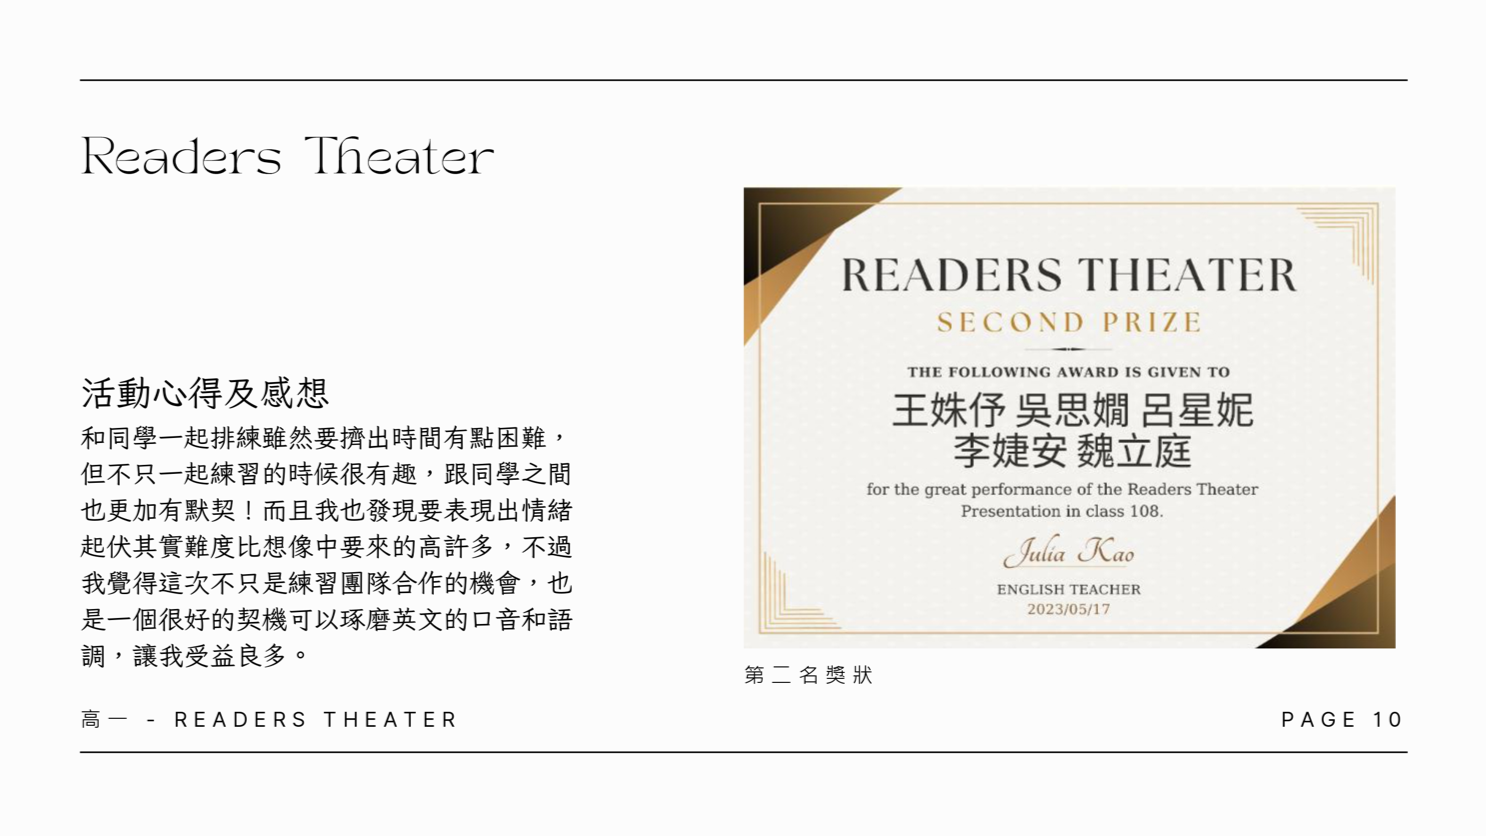 Readers Theater
活動心得及感想
和同學一起排練雖然要擠出時間有點困難，
但不只一起練習的時候很有趣，跟同學之間
也更加有默契！而且我也發現要表現出情緒
起伏其實難度比想像中要來的高許多，不過
我覺得這次不只是練習團隊合作的機會，也
是一個很好的契機可以琢磨英文的口音和語
調，讓我受益良多。
READERS THEATER
SECOND PRIZE
THE FOLLOWING AWARD IS GIVEN TO
王姝伃 吳思嫺 呂星妮
李婕安 魏立庭
for the great performance of the Readers Theater
Presentation in class 108.
Julia Kao
ENGLISH TEACHER
2023/05/17
第二名獎狀
高一 - READERS THEATER
PAGE 10